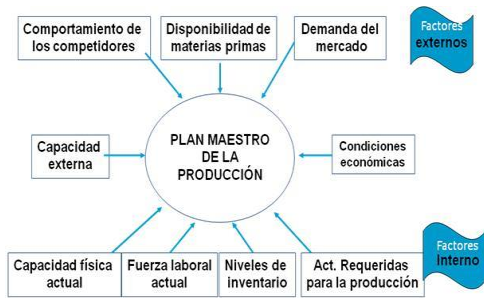 Comportamiento de
los competidores
Disponibilidad de
materias primas
Demanda del
mercado
Factores
externos
Capacidad
externa
PLAN MAESTRO
DE LA
PRODUCCIÓN
Condiciones
económicas
Factores
Interno
Capacidad física
actual
Fuerza laboral
actual
Niveles de
inventario
Act. Requeridas
para la producción